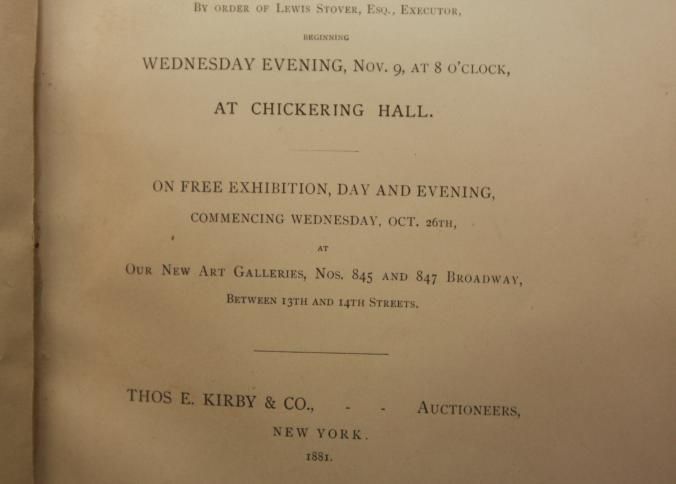 By order of Lewis Stover, Esq., Executor,
BEGINNING
WEDNESDAY EVENING, Nov. 9, at 8 o'clock,
AT CHICKERING HALL.
ON FREE EXHIBITION, DAY AND EVENING,
COMMENCING WEDNESDAY, OCT. 26TH,
AT
Our New Art Galleries, Nos. 845 and 847 Broadway,
Between 13th and 14th Streets.
THOS E. KIRBY & CO., - - Auctioneers,
NEW YORK.
1881.